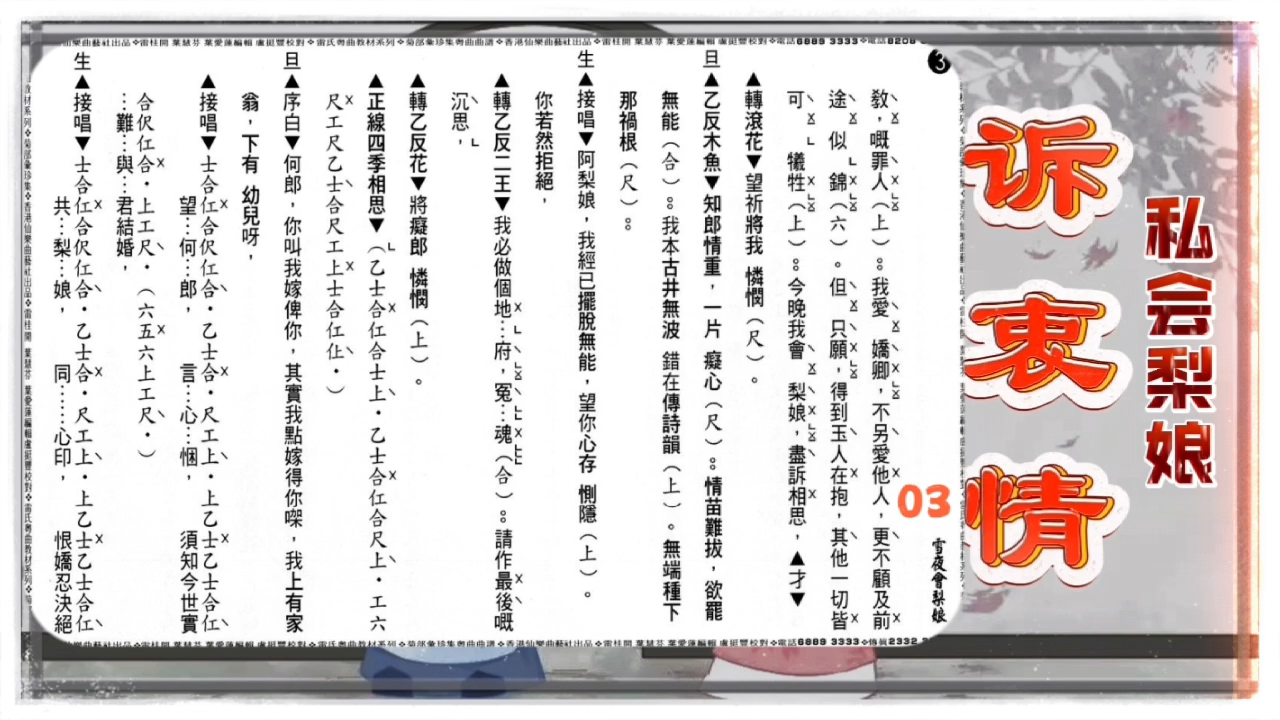 私会梨娘
诉衷情
03
雪夜會梨娘
3
教，嘅罪人（上）。我愛　嬌卿，不另愛他人，更不顧及前
途　似　錦（六）。但　只願，得到玉人在抱，其他一切皆
可　犧牲（上）。今晚我會　梨娘，盡訴相思，▲才▼
▲轉滾花▼望祈將我　憐憫（尺）。
旦▲乙反木魚▼知郎情重，一片　癡心（尺）。情苗難拔，欲罷
無能（合）。我本古井無波　錯在傳詩韻（上）。無端種下
那禍根（尺）。
生▲接唱▼阿梨娘，我經已擺脫無能，望你心存　惻隱（上）。
你若然拒絕，
▲轉乙反二王▼我必做個地…府，冤…魂（合）。請作最後嘅
沉思，
▲轉乙反花▼將癡郎　憐憫（上）。
▲正線四季相思▼（乙士合仜合士上．乙士合仜合尺上．工六
尺工尺乙士合尺工上士合仜仩．）
旦▲序白▼何郎，你叫我嫁俾你，其實我點嫁得你㗎，我上有家
翁，下有　幼兒呀，
▲接唱▼士合仜合伬仜合．乙士合．尺工上．上乙士乙士合仜
望…何…郎，　言…心…悃　須知今世實
合伬仜合．上工尺．（六五六上工尺．）
…難…與…君結婚，
生▲接唱▼士合仜合伬仜合．乙士合．尺工上．上乙士乙士合仜
共…梨…娘，　同……心印，　恨嬌忍決絕